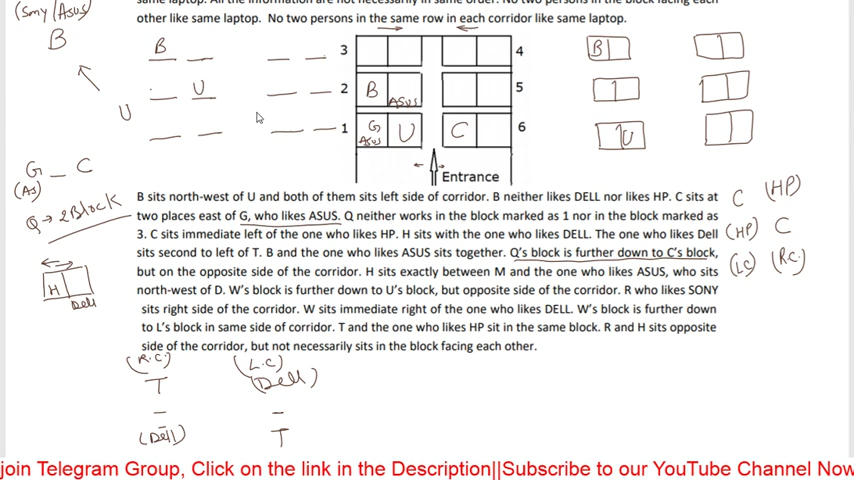 same laptop. All the information are not necessarily in same order. No two persons in the block facing each
other like same laptop. No two persons in the same row in each corridor like same laptop.
(Sony/Asus)
B
U
B
U
3
2
1
B
ASUS
G
Asus
U
C
4
5
6
Entrance
B
U
G _ C
(As)
Q → 2Block
H
Dell
B sits north-west of U and both of them sits left side of corridor. B neither likes DELL nor likes HP. C sits at
two places east of G, who likes ASUS. Q neither works in the block marked as 1 nor in the block marked as
3. C sits immediate left of the one who likes HP. H sits with the one who likes DELL. The one who likes Dell
sits second to left of T. B and the one who likes ASUS sits together. Q's block is further down to C's block,
but on the opposite side of the corridor. H sits exactly between M and the one who likes ASUS, who sits
north-west of D. W's block is further down to U's block, but opposite side of the corridor. R who likes SONY
sits right side of the corridor. W sits immediate right of the one who likes DELL. W's block is further down
to L's block in same side of corridor. T and the one who likes HP sit in the same block. R and H sits opposite
side of the corridor, but not necessarily sits in the block facing each other.
C (HP)
(HP) C
(LC) (R.C.)
(R.C.) (L.C)
T (Dell)
_ _
(Dell) T
join Telegram Group, Click on the link in the Description||Subscribe to our YouTube Channel Now